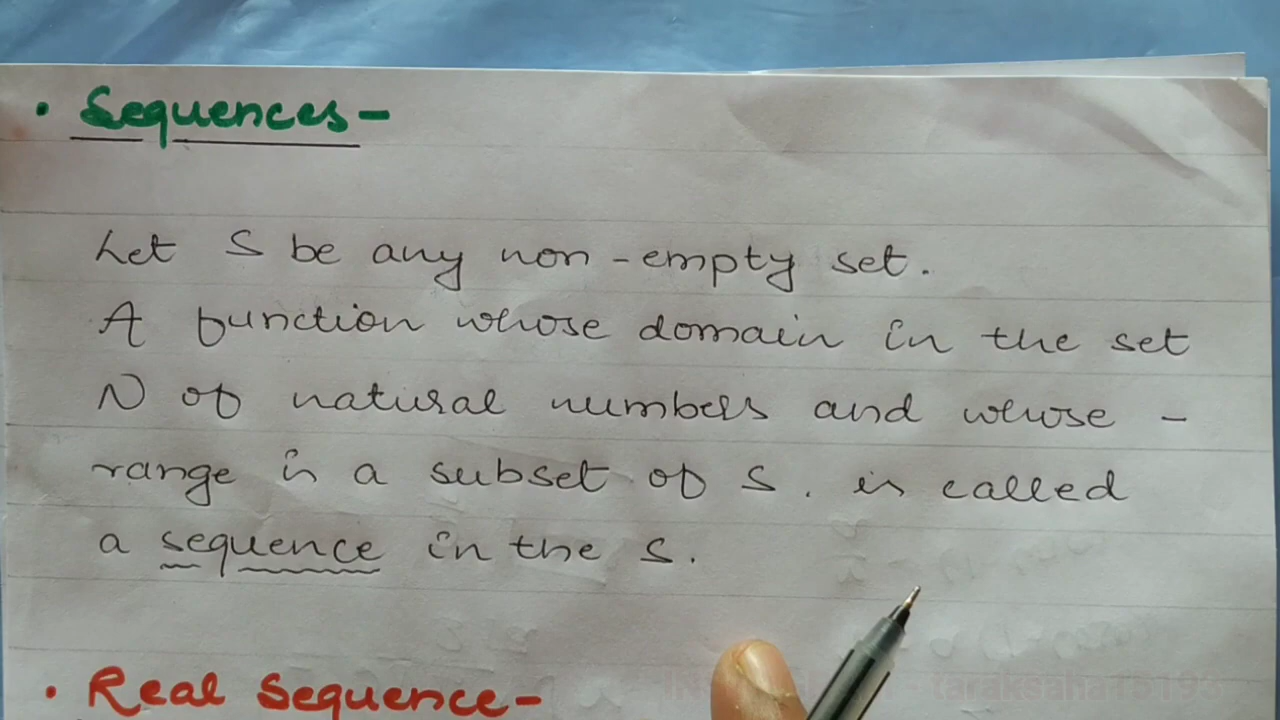 • Sequences -
Let S be any non-empty set.
A function whose domain in the set
N of natural numbers and whose -
range is a subset of S. is called
a sequence in the S.
• Real Sequence-